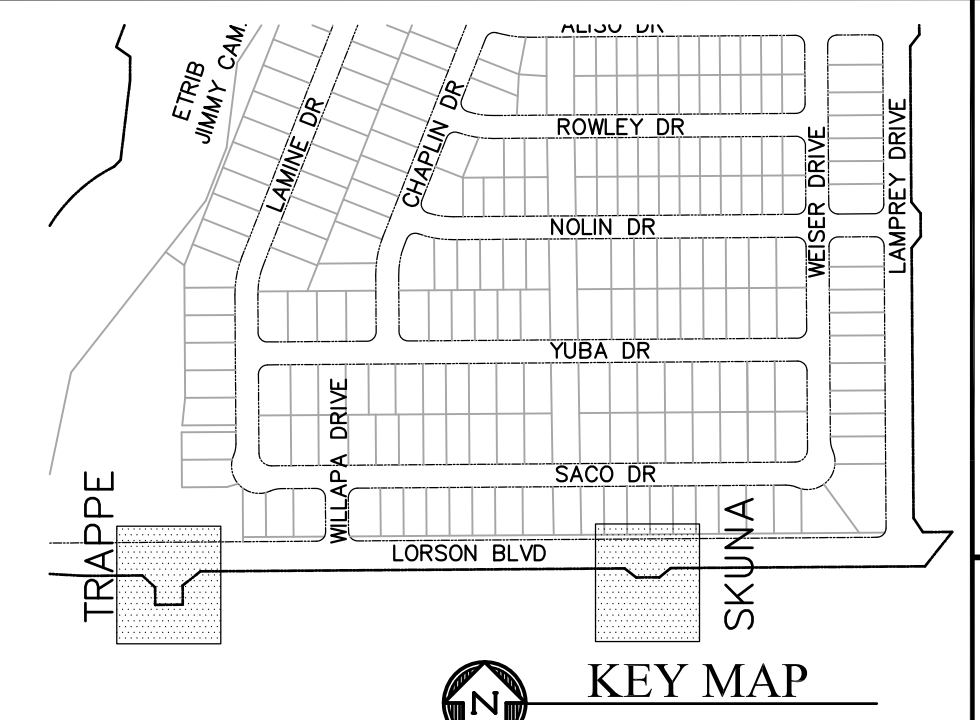 ALISO DR
ETRIB
JIMMY CAM.
LAMINE DR
CHAPLIN DR
ROWLEY DR
WEISER DRIVE
LAMPREY DRIVE
NOLIN DR
YUBA DR
WILLAPA DRIVE
SACO DR
TRAPPE
LORSON BLVD
SKUNA
KEY MAP
N